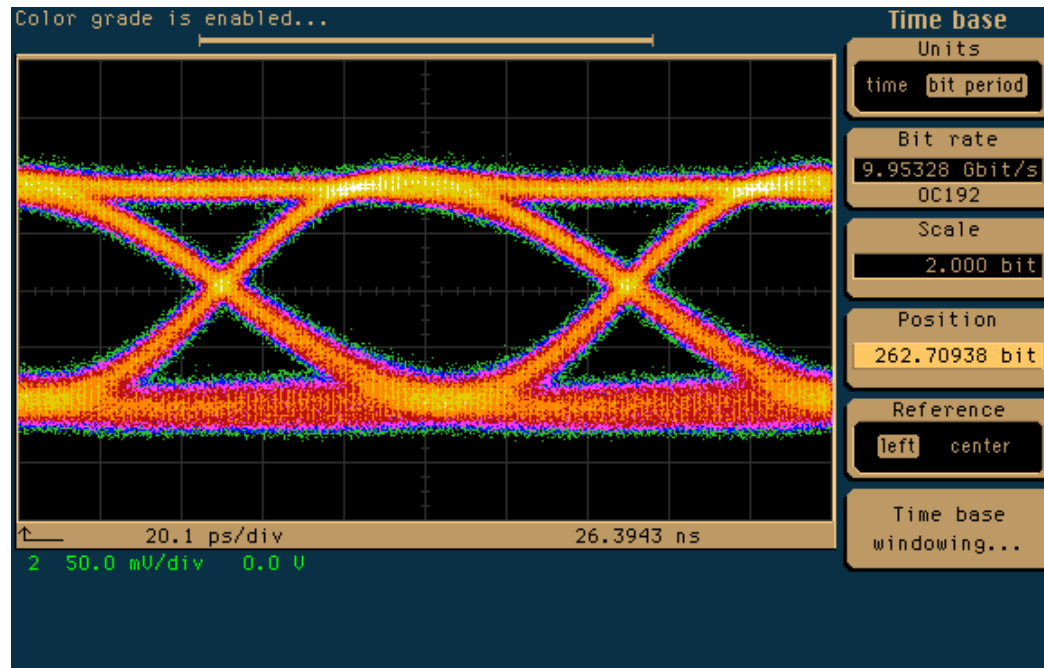 Color grade is enabled...
Time base
Units
time bit period
Bit rate
9.95328 Gbit/s
OC192
Scale
2.000 bit
Position
262.70938 bit
Reference
left center
Time base
windowing...
20.1 ps/div 26.3943 ns
2 50.0 mV/div 0.0 V